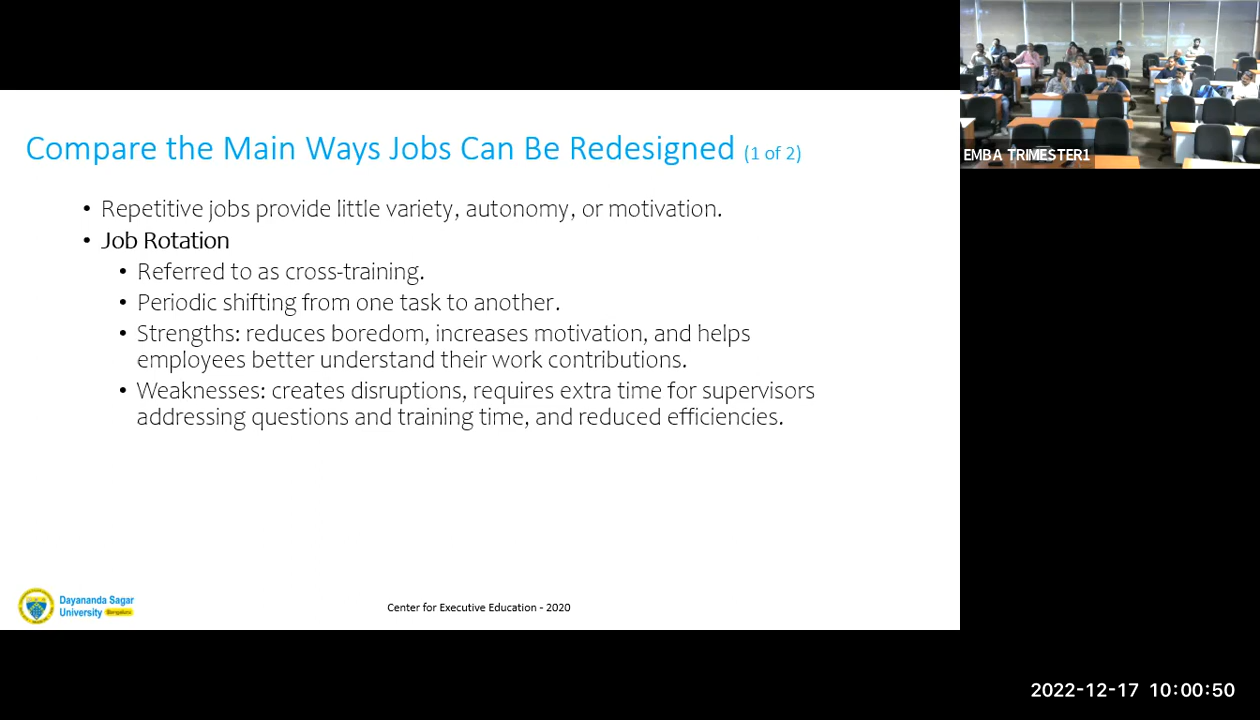 Compare the Main Ways Jobs Can Be Redesigned (1 of 2)
• Repetitive jobs provide little variety, autonomy, or motivation.
• Job Rotation
• Referred to as cross-training.
• Periodic shifting from one task to another.
• Strengths: reduces boredom, increases motivation, and helps
employees better understand their work contributions.
• Weaknesses: creates disruptions, requires extra time for supervisors
addressing questions and training time, and reduced efficiencies.
Dayananda Sagar
University Bengaluru
Center for Executive Education - 2020
EMBA TRIMESTER1
2022-12-17 10:00:50